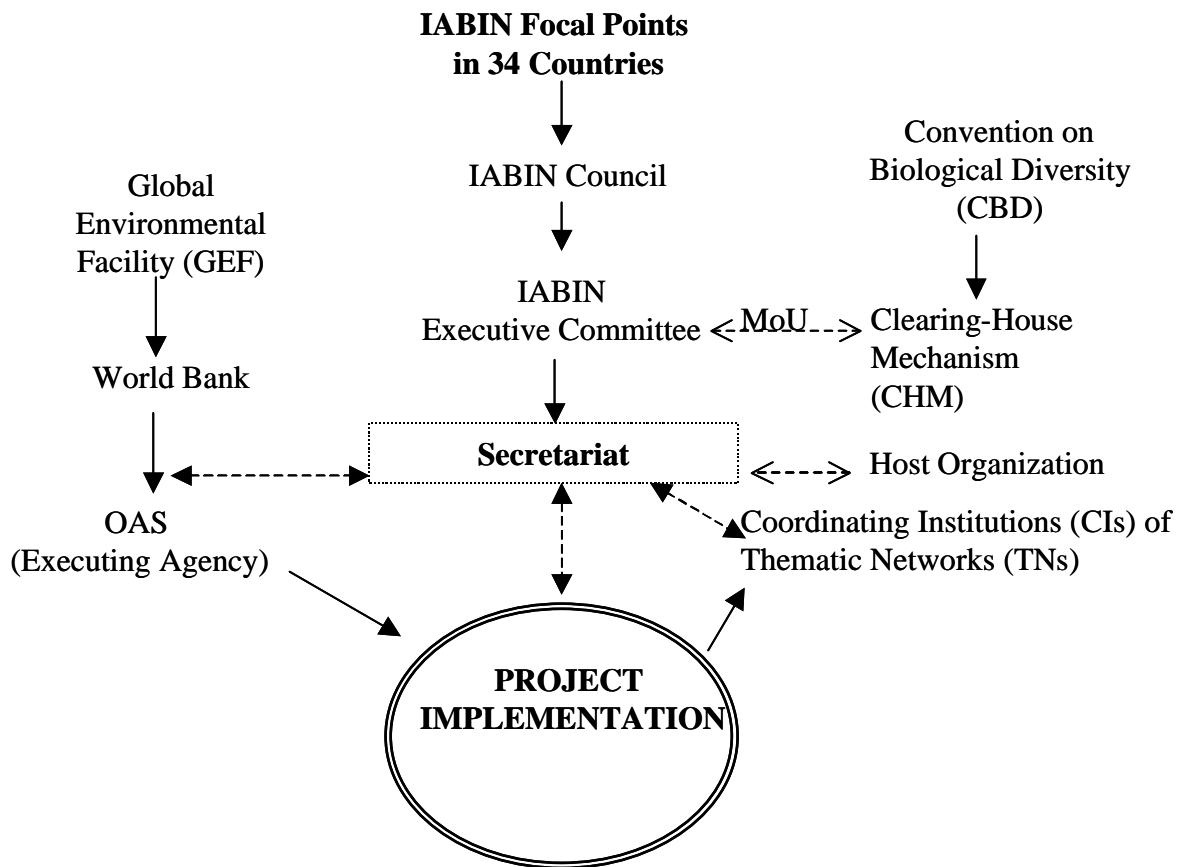 IABIN Focal Points
in 34 Countries
Convention on
Biological Diversity
(CBD)
IABIN Council
Global
Environmental
Facility (GEF)
IABIN
Executive Committee
MoU
Clearing-House
Mechanism
(CHM)
World Bank
Secretariat
Host Organization
OAS
(Executing Agency)
Coordinating Institutions (CIs) of
Thematic Networks (TNs)
PROJECT
IMPLEMENTATION